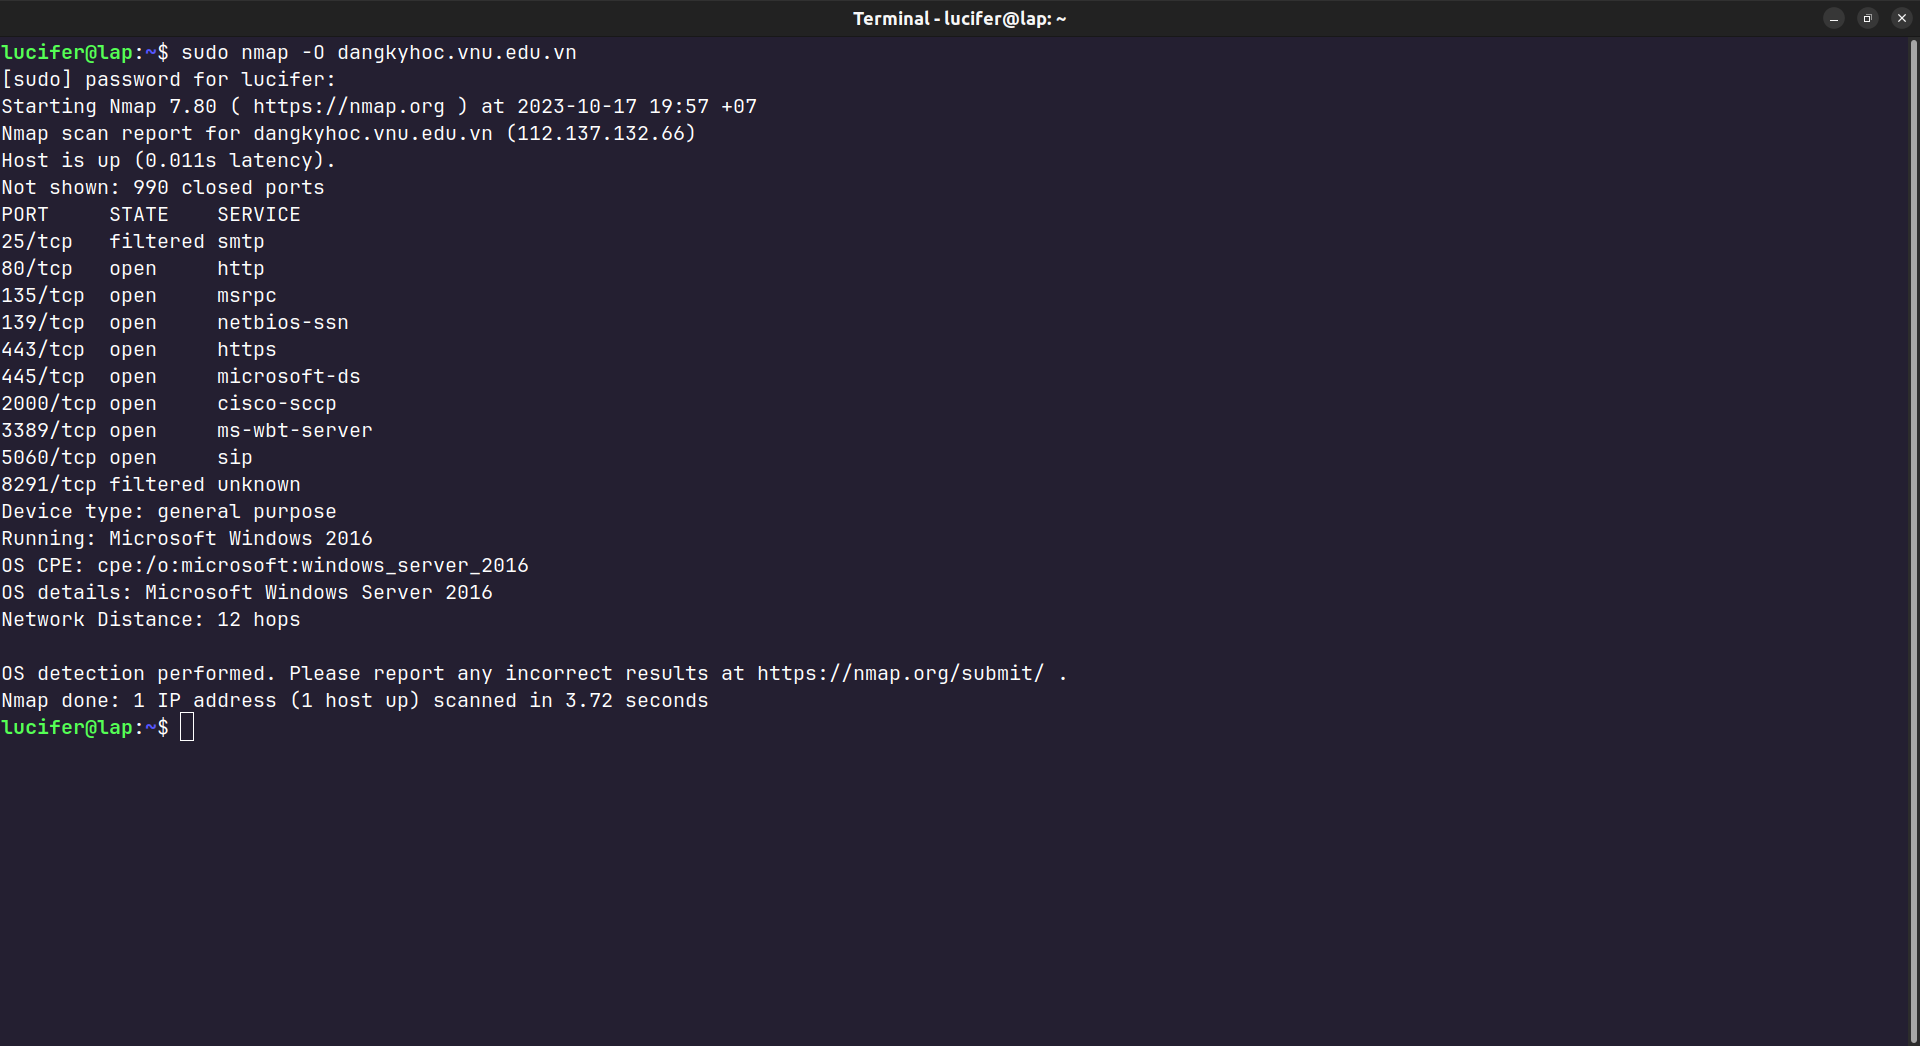 Terminal - lucifer@lap: ~
lucifer@lap:~$ sudo nmap -O dangkyhoc.vnu.edu.vn
[sudo] password for lucifer:
Starting Nmap 7.80 ( https://nmap.org ) at 2023-10-17 19:57 +07
Nmap scan report for dangkyhoc.vnu.edu.vn (112.137.132.66)
Host is up (0.011s latency).
Not shown: 990 closed ports
PORT     STATE    SERVICE
25/tcp   filtered smtp
80/tcp   open     http
135/tcp  open     msrpc
139/tcp  open     netbios-ssn
443/tcp  open     https
445/tcp  open     microsoft-ds
2000/tcp open     cisco-sccp
3389/tcp open     ms-wbt-server
5060/tcp open     sip
8291/tcp filtered unknown
Device type: general purpose
Running: Microsoft Windows 2016
OS CPE: cpe:/o:microsoft:windows_server_2016
OS details: Microsoft Windows Server 2016
Network Distance: 12 hops
OS detection performed. Please report any incorrect results at https://nmap.org/submit/ .
Nmap done: 1 IP address (1 host up) scanned in 3.72 seconds
lucifer@lap:~$